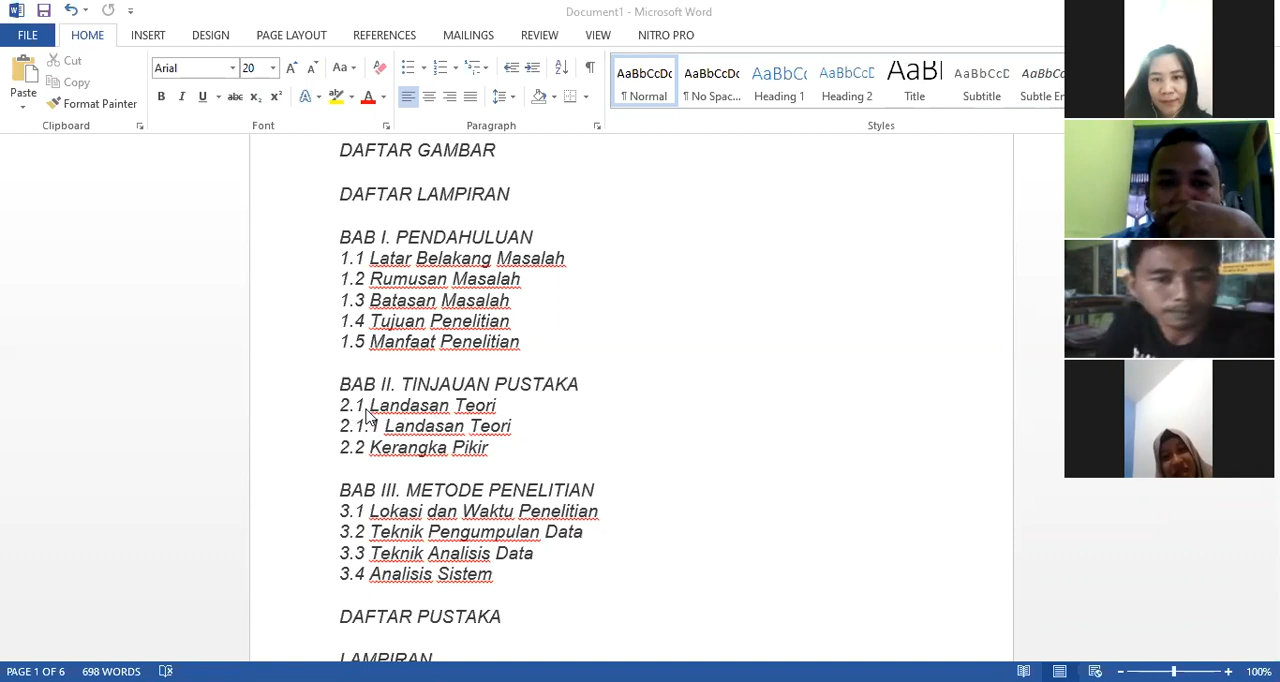 Document1 - Microsoft Word
FILE HOME INSERT DESIGN PAGE LAYOUT REFERENCES MAILINGS REVIEW VIEW NITRO PRO
Paste
Cut
Copy
Format Painter
Clipboard
Arial 20
Aa
B I U abc x₂ x²
A A
Font
Paragraph
AaBbCcDc AaBbCcDc AaBbCc AaBbCcE AaBl AaBbCcD AaBbCcD
¶ Normal ¶ No Spac... Heading 1 Heading 2 Title Subtitle Subtle Em
Styles
DAFTAR GAMBAR
DAFTAR LAMPIRAN
BAB I. PENDAHULUAN
1.1 Latar Belakang Masalah
1.2 Rumusan Masalah
1.3 Batasan Masalah
1.4 Tujuan Penelitian
1.5 Manfaat Penelitian
BAB II. TINJAUAN PUSTAKA
2.1 Landasan Teori
2.1.1 Landasan Teori
2.2 Kerangka Pikir
BAB III. METODE PENELITIAN
3.1 Lokasi dan Waktu Penelitian
3.2 Teknik Pengumpulan Data
3.3 Teknik Analisis Data
3.4 Analisis Sistem
DAFTAR PUSTAKA
LAMPIRAN
PAGE 1 OF 6 698 WORDS 100%